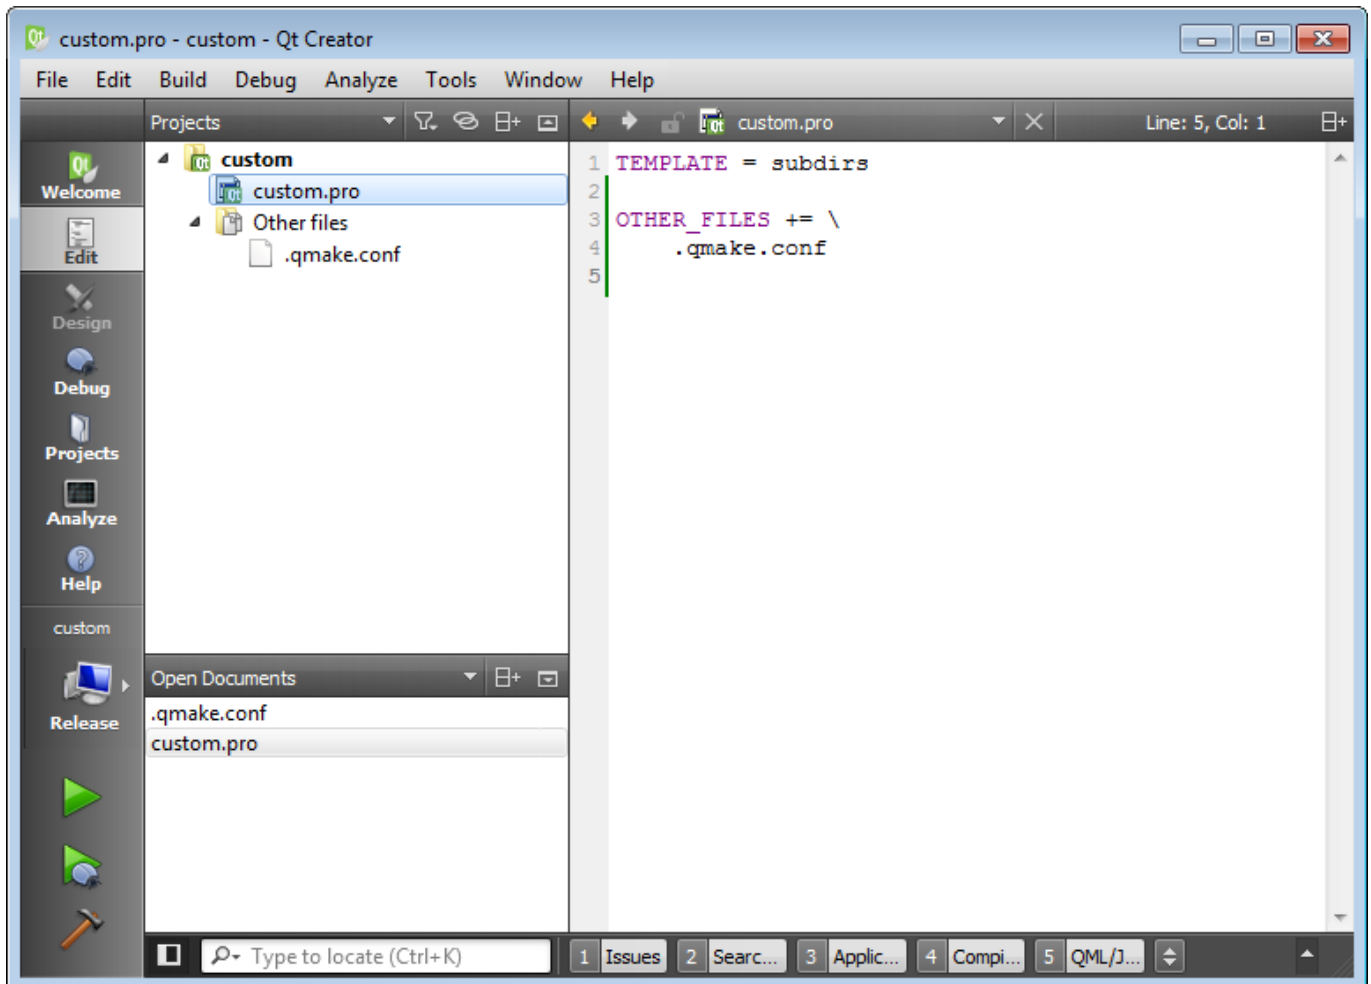 custom.pro - custom - Qt Creator
File Edit Build Debug Analyze Tools Window Help
Projects
custom.pro
Line: 5, Col: 1
Welcome
Edit
Design
Debug
Projects
Analyze
Help
custom
Release
custom
custom.pro
Other files
.qmake.conf
1 TEMPLATE = subdirs
2
3 OTHER_FILES += \
4 .qmake.conf
5
Open Documents
.qmake.conf
custom.pro
Type to locate (Ctrl+K)
1 Issues 2 Searc... 3 Applic... 4 Compi... 5 QML/J...